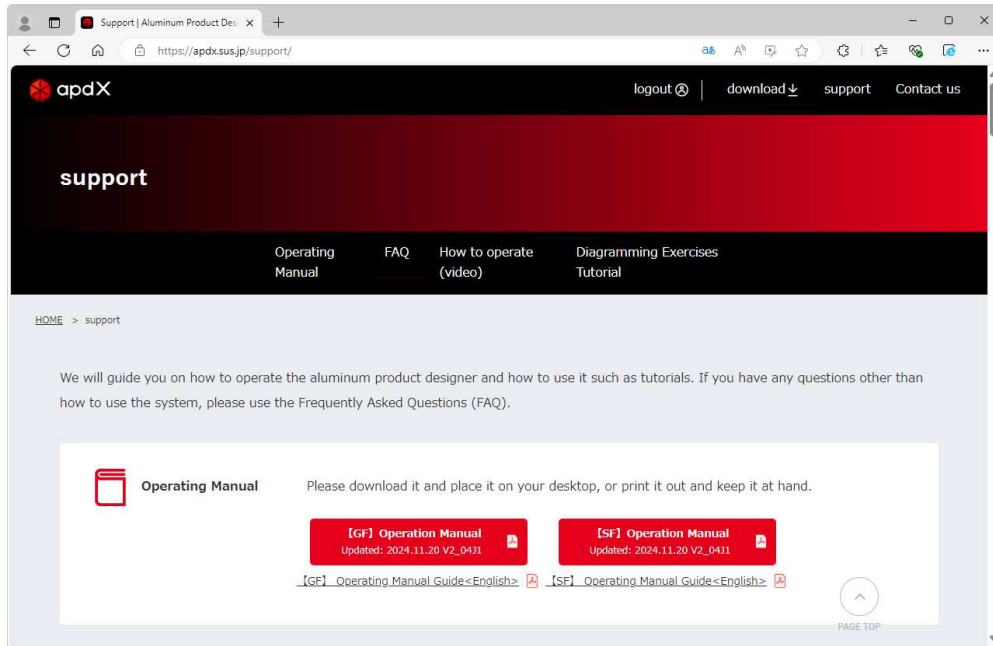 Support | Aluminum Product Des
https://apdx.sus.jp/support/
apdX
logout
download
support
Contact us
support
Operating
Manual
FAQ
How to operate
(video)
Diagramming Exercises
Tutorial
HOME > support
We will guide you on how to operate the aluminum product designer and how to use it such as tutorials. If you have any questions other than
how to use the system, please use the Frequently Asked Questions (FAQ).
Operating Manual
Please download it and place it on your desktop, or print it out and keep it at hand.
【GF】Operation Manual
Updated: 2024.11.20 V2_04J1
【SF】Operation Manual
Updated: 2024.11.20 V2_04J1
【GF】 Operating Manual Guide<English>
【SF】 Operating Manual Guide<English>
PAGE TOP